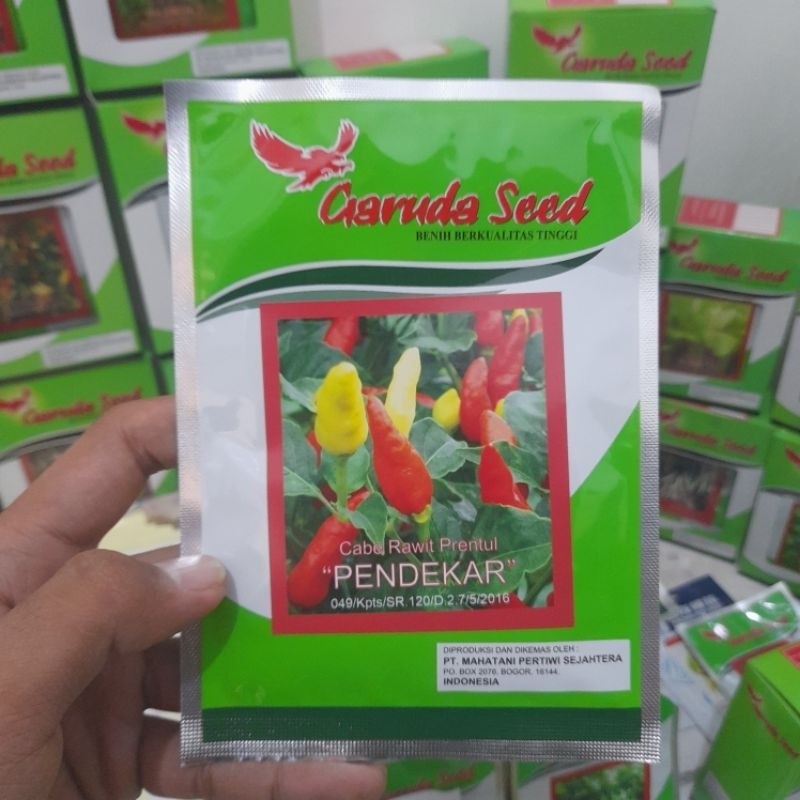 Garuda Seed
BENIH BERKUALITAS TINGGI
Cabe Rawit Prentul
"PENDEKAR"
049/Kpts/SR.120/D.2.7/5/2016
DIPRODUKSI DAN DIKEMAS OLEH :
PT. MAHATANI PERTIWI SEJAHTERA
PO. BOX 2076. BOGOR, 16144.
INDONESIA
Garuda Seed
Garuda Seed
Garuda Seed
Garuda Seed
Garuda Seed